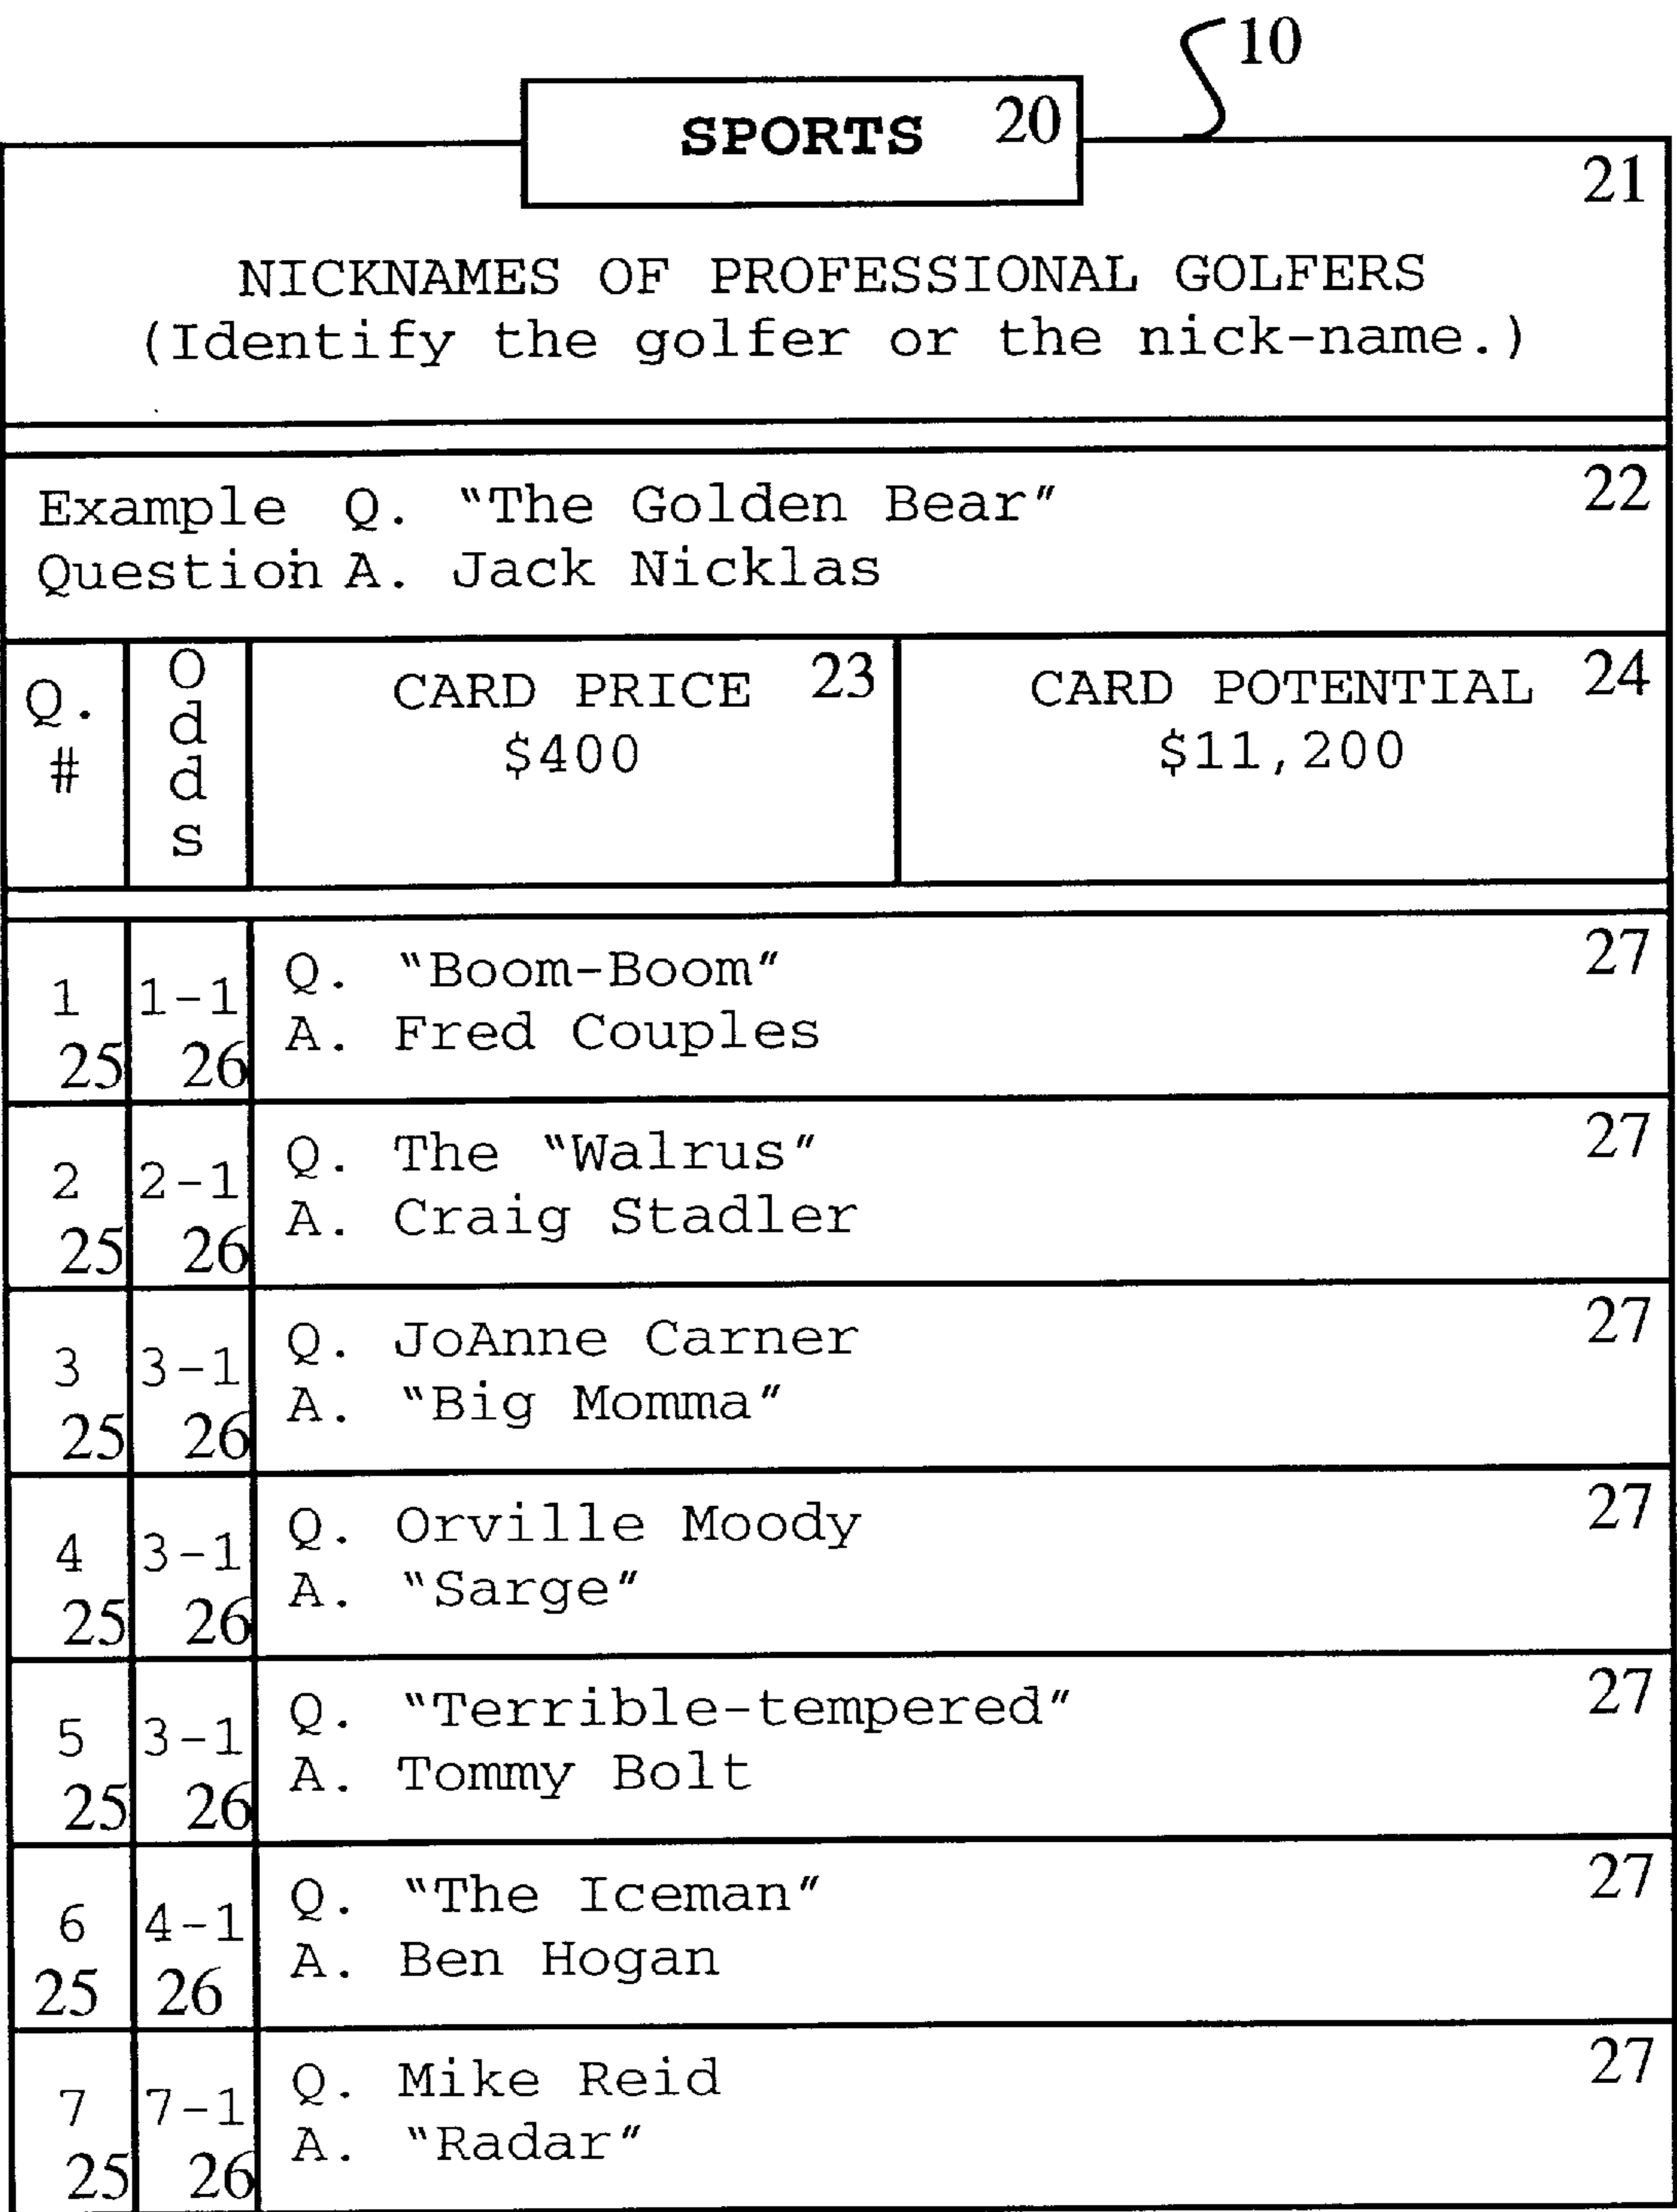 10
SPORTS 20
21
NICKNAMES OF PROFESSIONAL GOLFERS
(Identify the golfer or the nick-name.)
22
Example Q. “The Golden Bear”
Question A. Jack Nicklas
Q. #
Odds
CARD PRICE 23
$400
CARD POTENTIAL 24
$11,200
27
Q. “Boom-Boom”
1 1-1
A. Fred Couples
25 26
27
Q. The “Walrus”
2 2-1
A. Craig Stadler
25 26
27
Q. JoAnne Carner
3 3-1
A. “Big Momma”
25 26
27
Q. Orville Moody
4 3-1
A. “Sarge”
25 26
27
Q. “Terrible-tempered”
5 3-1
A. Tommy Bolt
25 26
27
Q. “The Iceman”
6 4-1
A. Ben Hogan
25 26
27
Q. Mike Reid
7 7-1
A. “Radar”
25 26